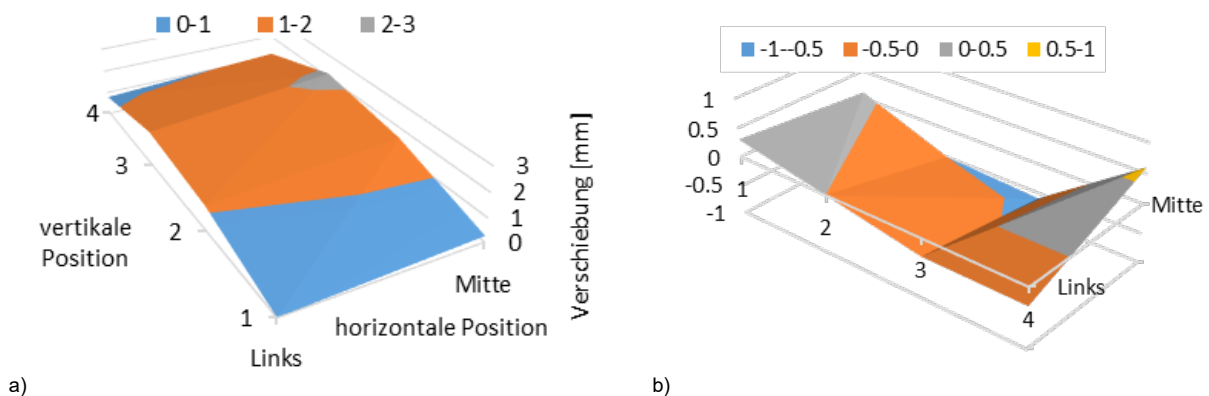 0-1 1-2 2-3
4
3
2
1
vertikale
Position
Links
horizontale Position
Mitte
3
2
1
0
Verschiebung [mm]
a)
-1--0.5 -0.5-0 0-0.5 0.5-1
1
0.5
0
-0.5
-1
1
2
3
4
Links
Mitte
b)